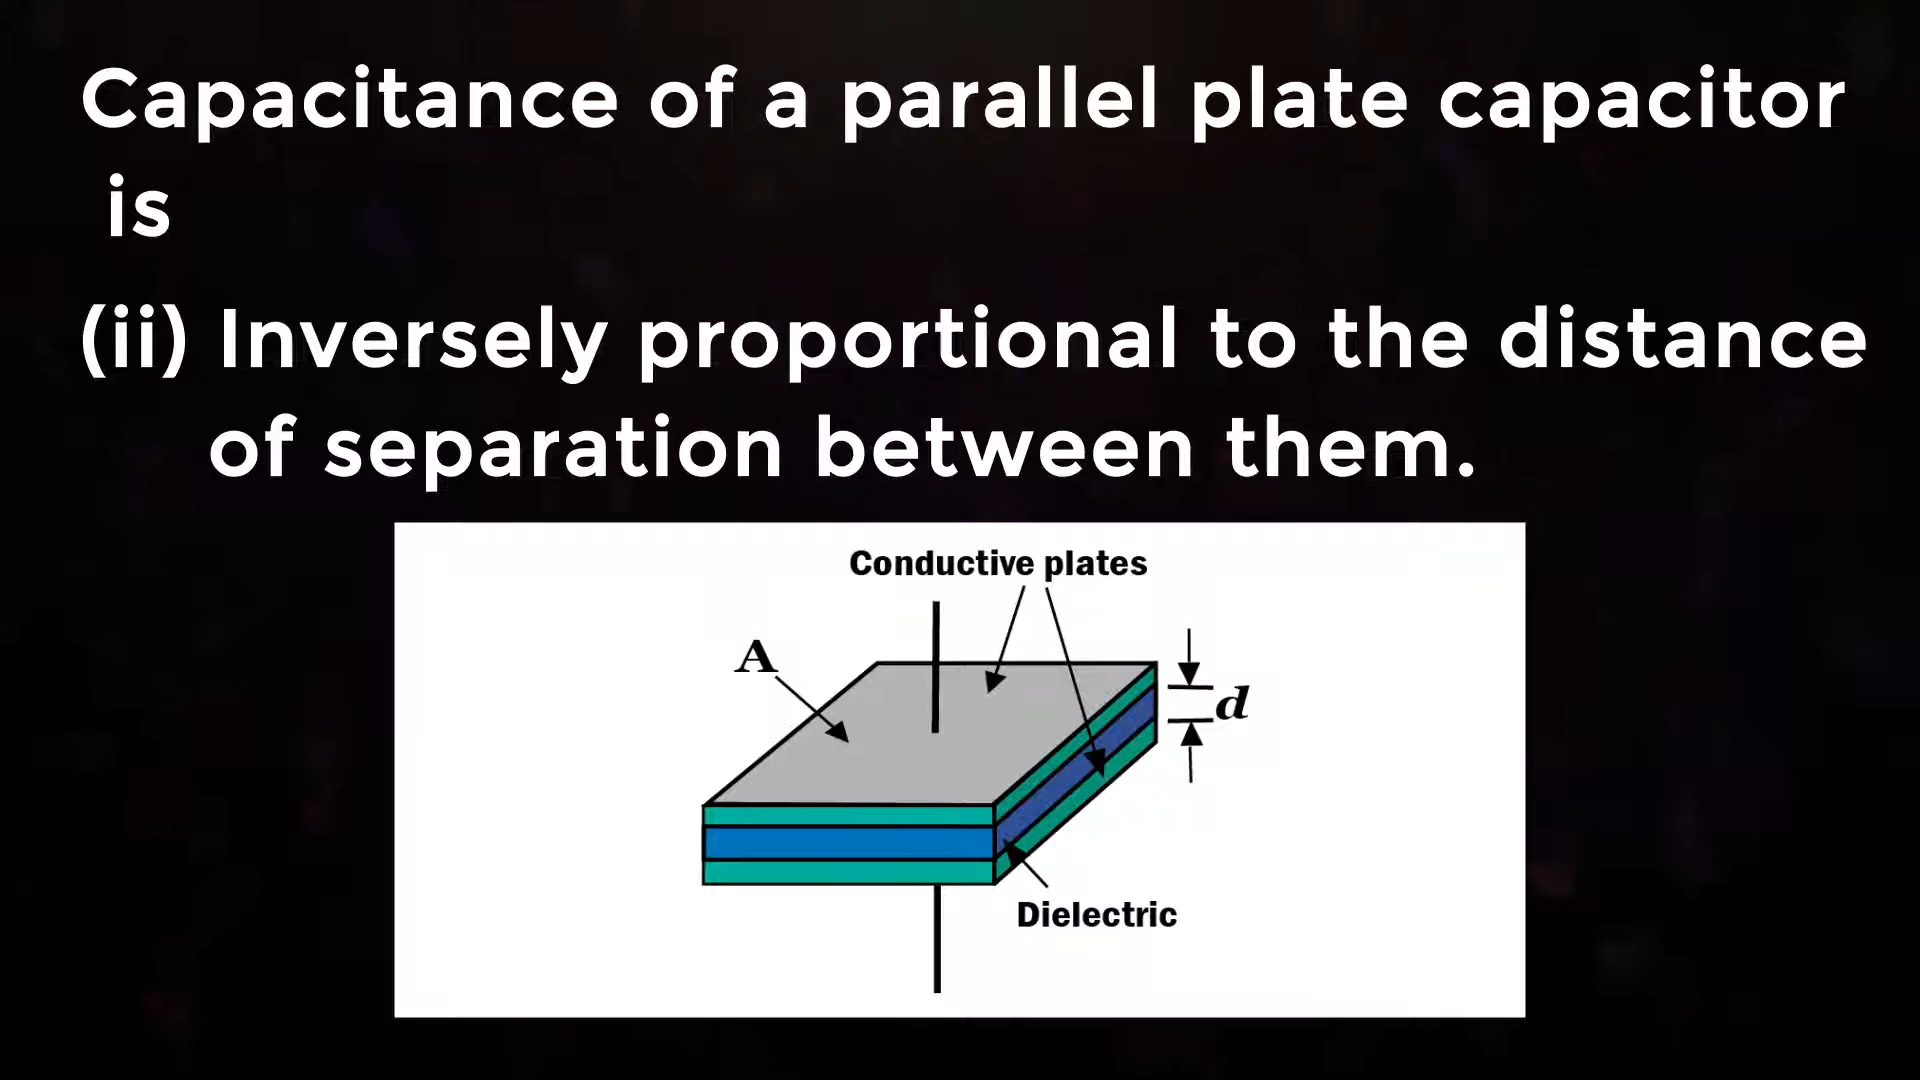 Capacitance of a parallel plate capacitor
is
(ii) Inversely proportional to the distance
of separation between them.
Conductive plates
A
d
Dielectric